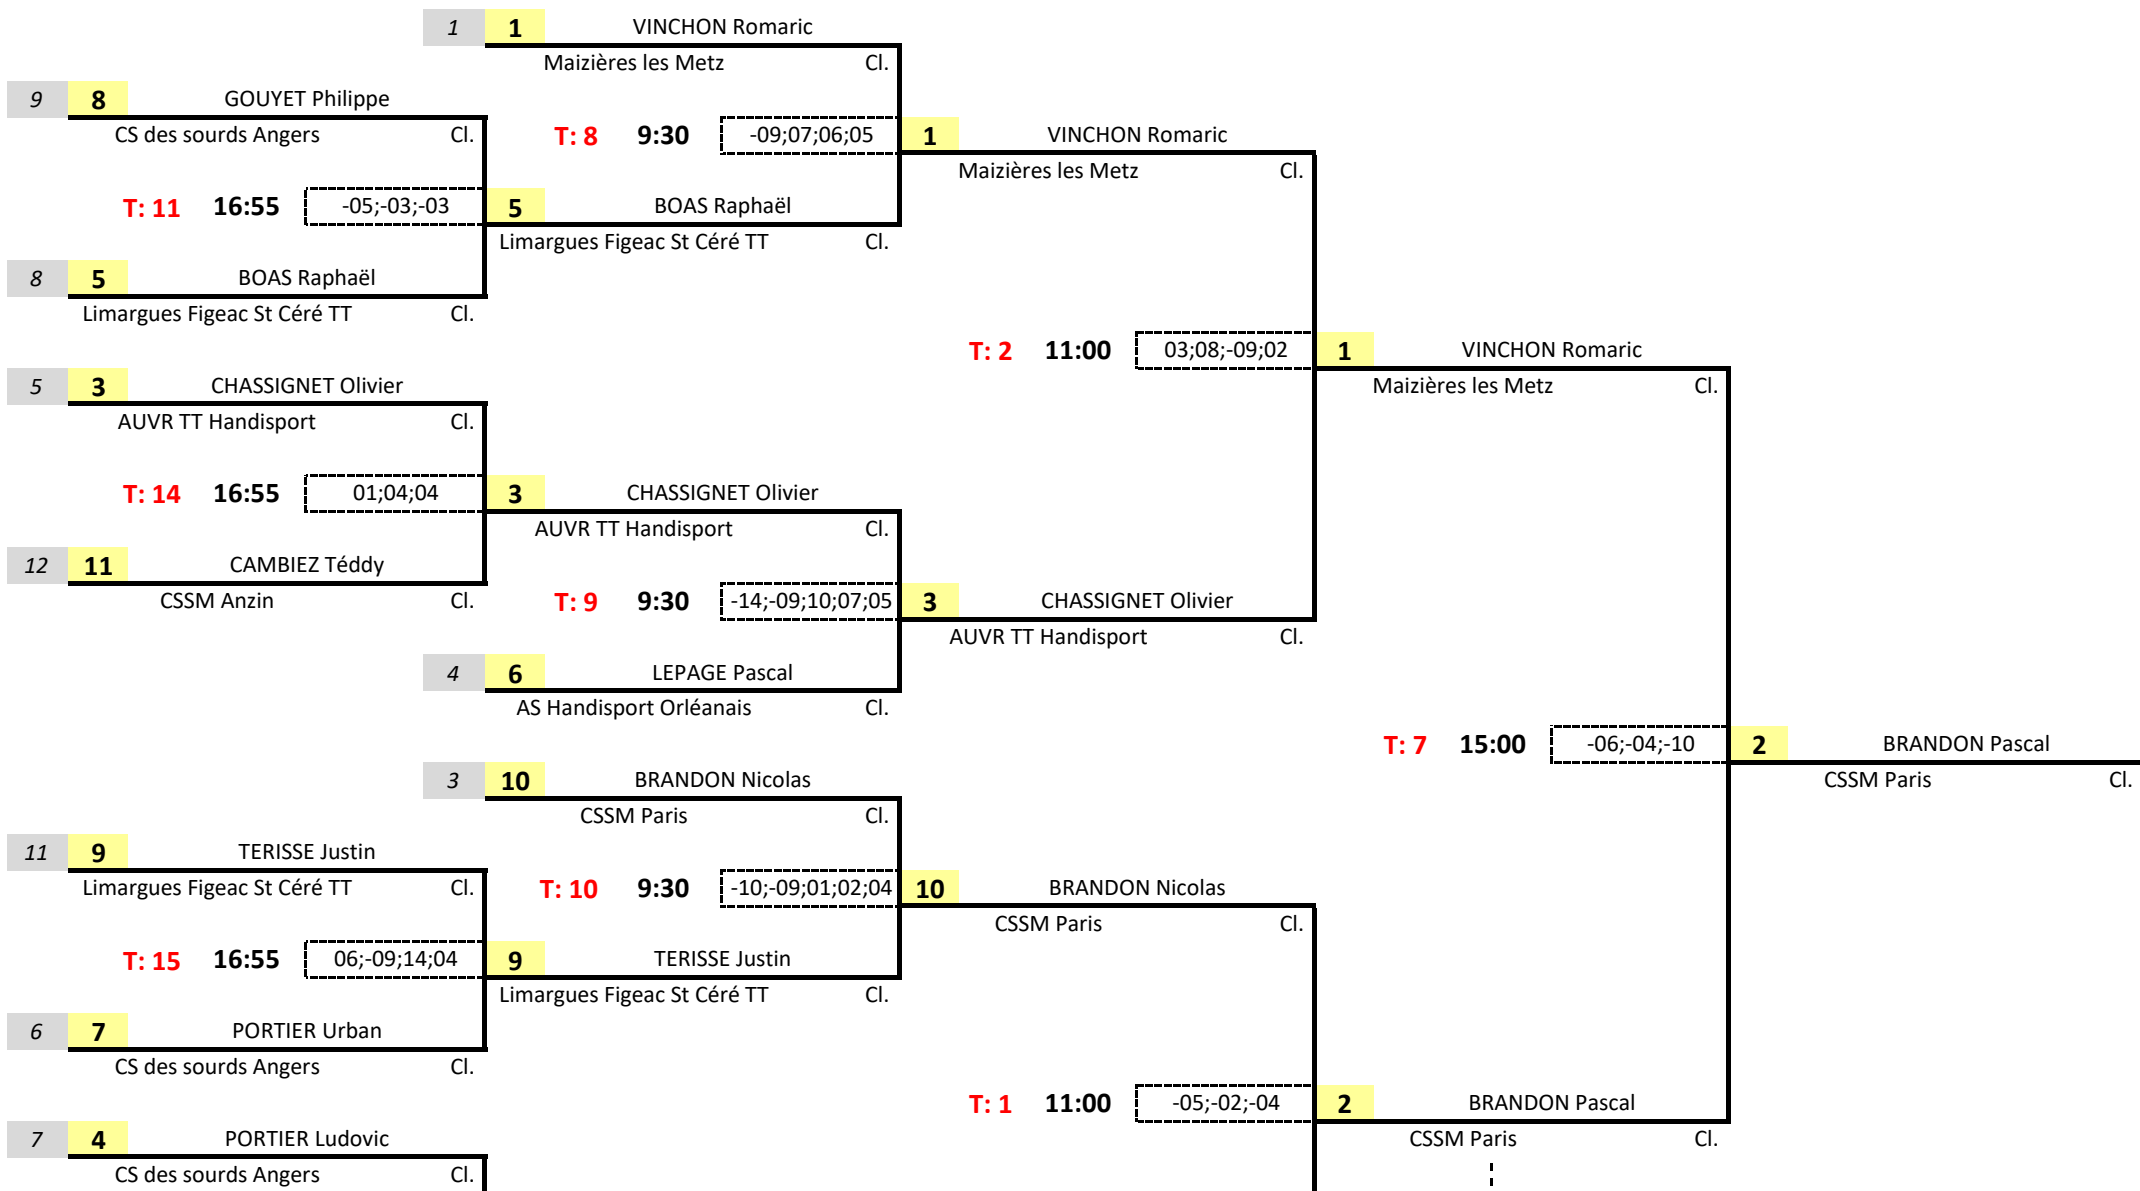 1 1 VINCHON Romaric
Maizières les Metz Cl.
9 8 GOUYET Philippe
CS des sourds Angers Cl. T: 8 9:30 -09;07;06;05 1 VINCHON Romaric
Maizières les Metz Cl.
T: 11 16:55 -05;-03;-03 5 BOAS Raphaël
Limargues Figeac St Céré TT Cl.
8 5 BOAS Raphaël
Limargues Figeac St Céré TT Cl.
T: 2 11:00 03;08;-09;02 1 VINCHON Romaric
5 3 CHASSIGNET Olivier Maizières les Metz Cl.
AUVR TT Handisport Cl.
T: 14 16:55 01;04;04 3 CHASSIGNET Olivier
AUVR TT Handisport Cl.
12 11 CAMBIEZ Téddy
CSSM Anzin Cl. T: 9 9:30 -14;-09;10;07;05 3 CHASSIGNET Olivier
AUVR TT Handisport Cl.
4 6 LEPAGE Pascal
AS Handisport Orléanais Cl.
T: 7 15:00 -06;-04;-10 2 BRANDON Pascal
3 10 BRANDON Nicolas CSSM Paris Cl.
CSSM Paris Cl.
11 9 TERISSE Justin
Limargues Figeac St Céré TT Cl. T: 10 9:30 -10;-09;01;02;04 10 BRANDON Nicolas
CSSM Paris Cl.
T: 15 16:55 06;-09;14;04 9 TERISSE Justin
Limargues Figeac St Céré TT Cl.
6 7 PORTIER Urban
CS des sourds Angers Cl.
T: 1 11:00 -05;-02;-04 2 BRANDON Pascal
7 4 PORTIER Ludovic CSSM Paris Cl.
CS des sourds Angers Cl.